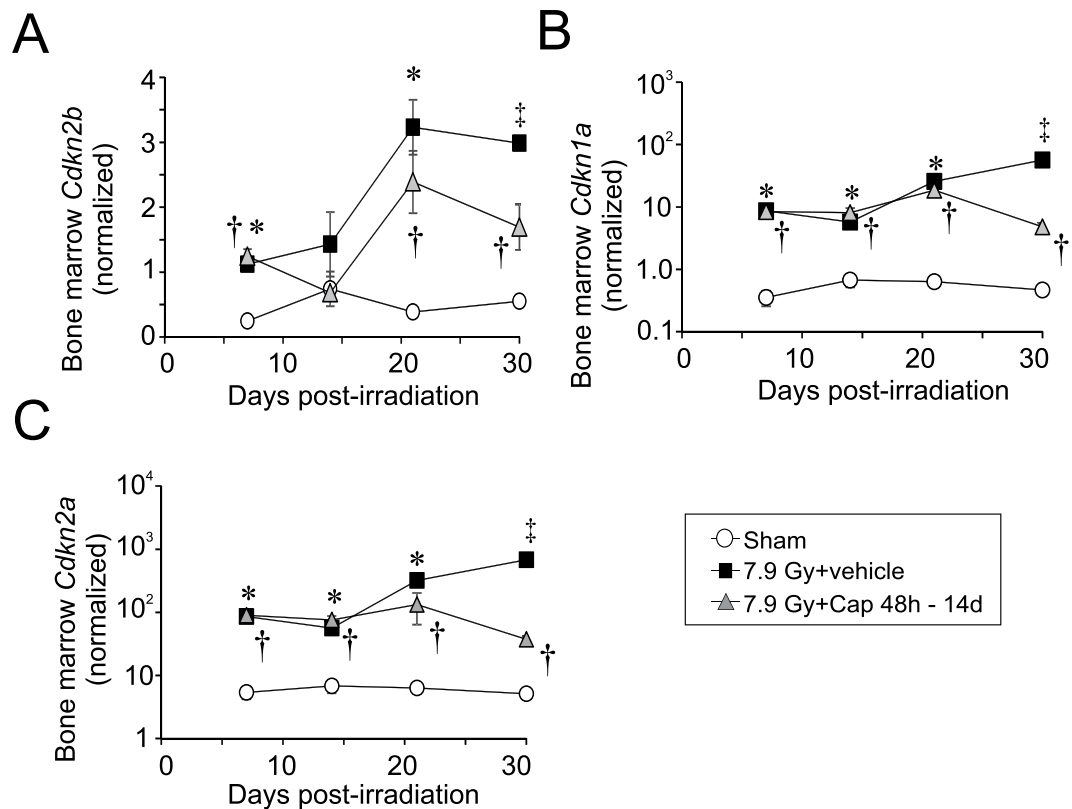 A
Bone marrow Cdkn2b
(normalized)
4
3
2
1
0
* ‡
† *
†
†
0 10 20 30
Days post-irradiation
B
Bone marrow Cdkn1a
(normalized)
10³
10²
10
1.0
0.1
* * * ‡
† † † †
0 10 20 30
Days post-irradiation
C
Bone marrow Cdkn2a
(normalized)
10⁴
10³
10²
10
1
* * * ‡
† † † †
0 10 20 30
Days post-irradiation
Sham
7.9 Gy+vehicle
7.9 Gy+Cap 48h - 14d